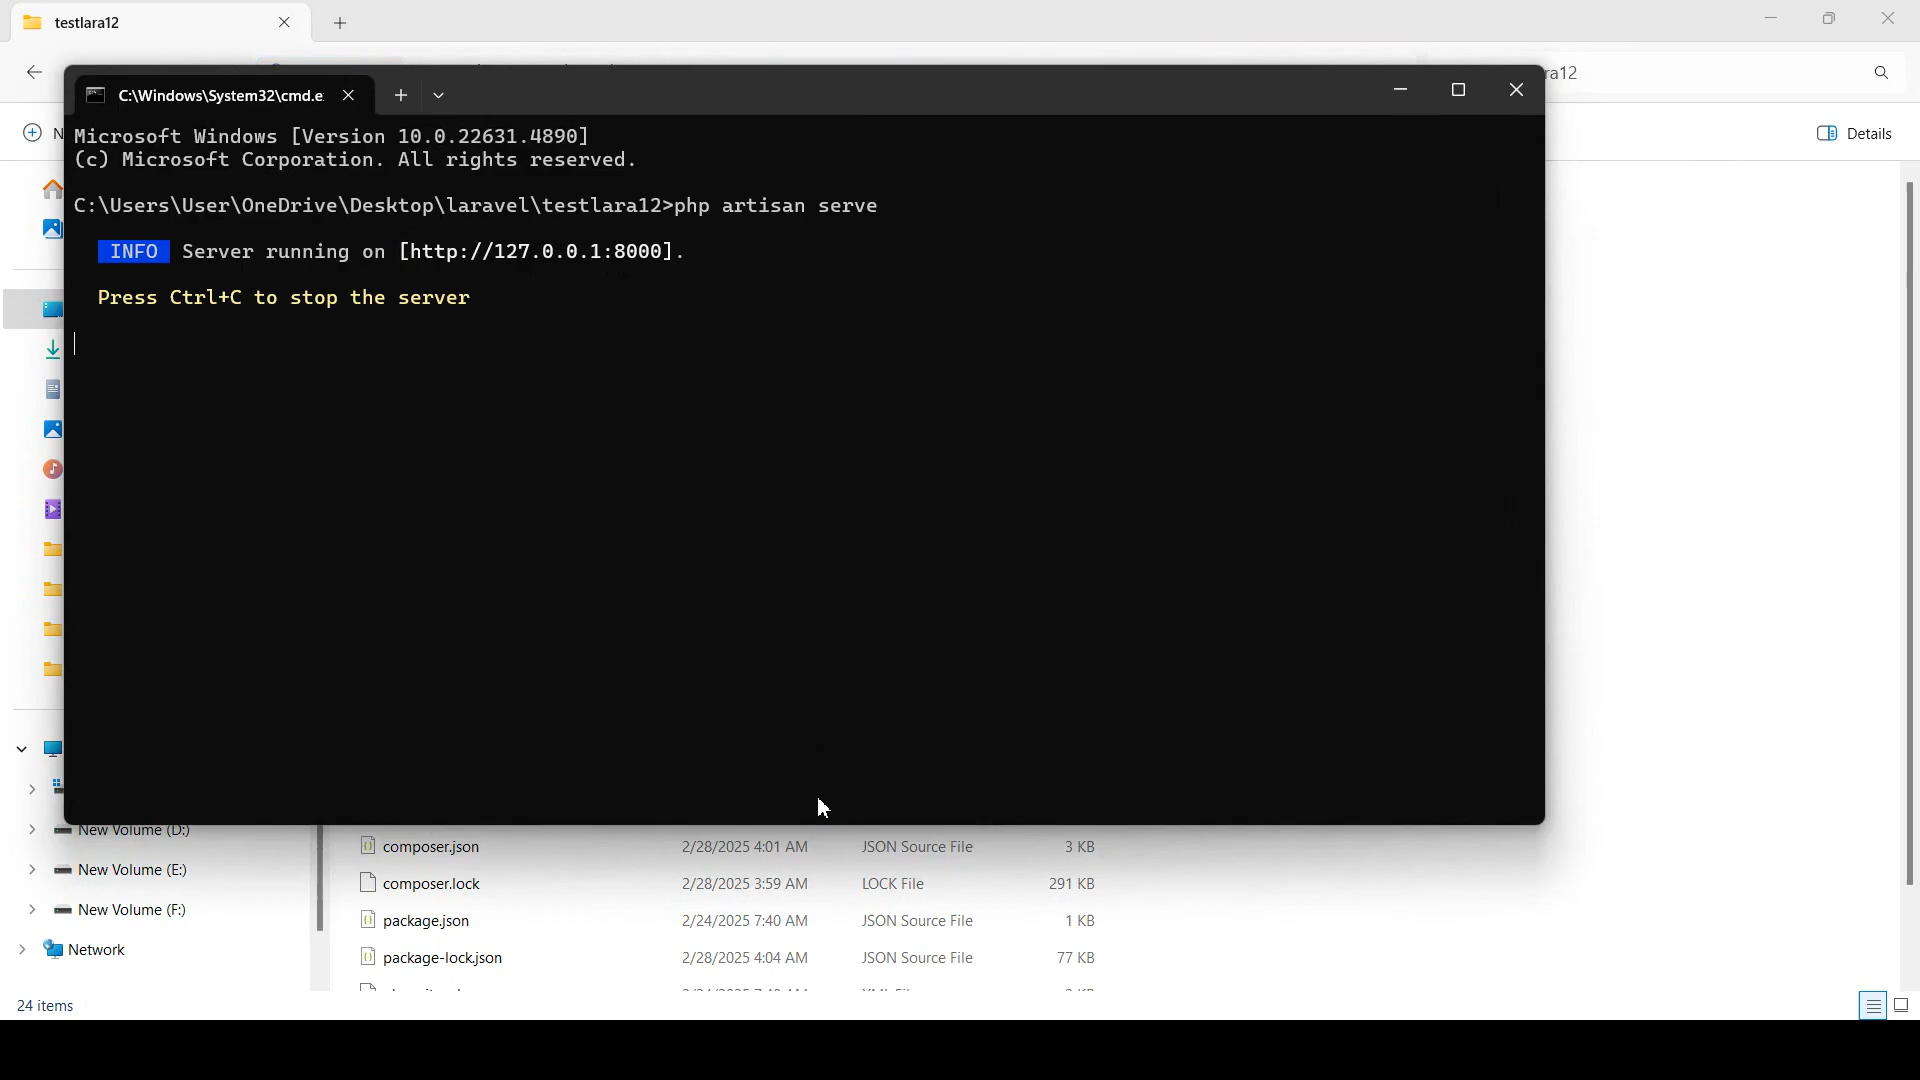 testlara12
ra12
C:\Windows\System32\cmd.e
N
Details
Microsoft Windows [Version 10.0.22631.4890]
(c) Microsoft Corporation. All rights reserved.
C:\Users\User\OneDrive\Desktop\laravel\testlara12>php artisan serve
INFO Server running on [http://127.0.0.1:8000].
Press Ctrl+C to stop the server
New Volume (D:)
composer.json 2/28/2025 4:01 AM JSON Source File 3 KB
New Volume (E:)
composer.lock 2/28/2025 3:59 AM LOCK File 291 KB
New Volume (F:)
package.json 2/24/2025 7:40 AM JSON Source File 1 KB
Network
package-lock.json 2/28/2025 4:04 AM JSON Source File 77 KB
24 items